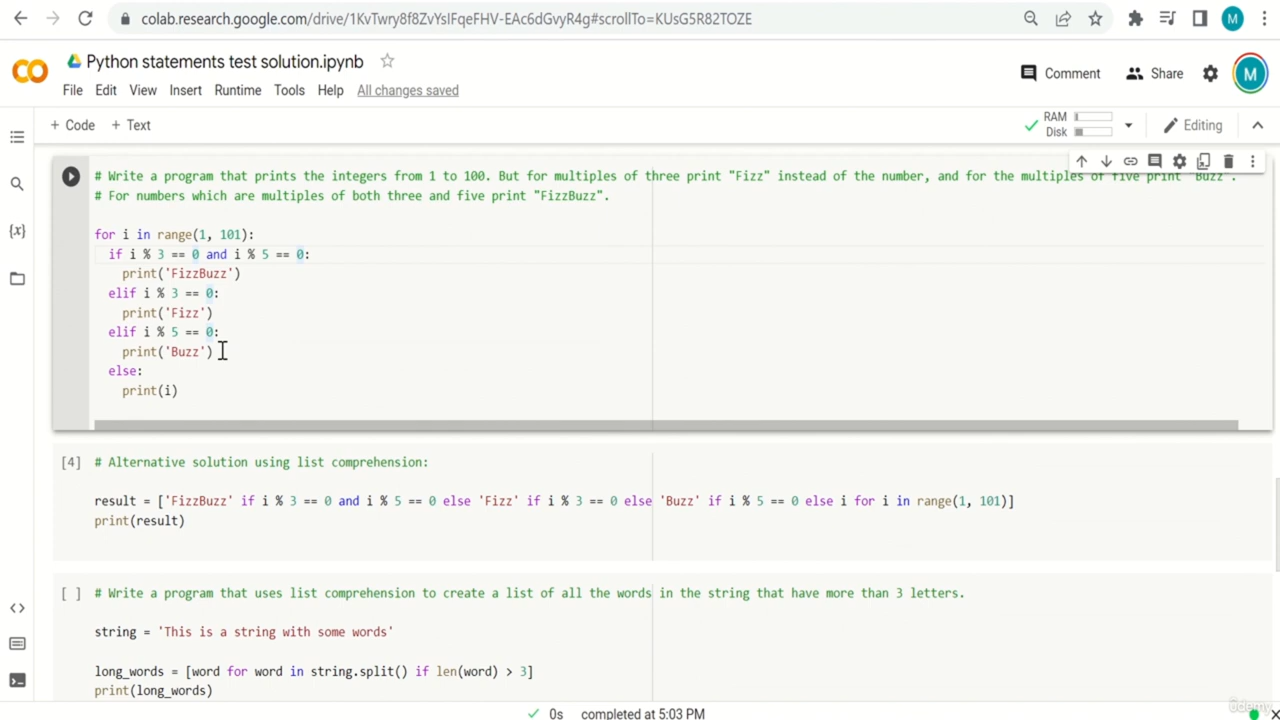 colab.research.google.com/drive/1KvTwry8f8ZvYsIFqeFHV-EAc6dGvyR4g#scrollTo=KUsG5R82TOZE
M
CO
Python statements test solution.ipynb
File Edit View Insert Runtime Tools Help All changes saved
Comment
Share
M
+ Code + Text
RAM
Disk
Editing
# Write a program that prints the integers from 1 to 100. But for multiples of three print "Fizz" instead of the number, and for the multiples of five print "Buzz".
# For numbers which are multiples of both three and five print "FizzBuzz".
for i in range(1, 101):
if i % 3 == 0 and i % 5 == 0:
print('FizzBuzz')
elif i % 3 == 0:
print('Fizz')
elif i % 5 == 0:
print('Buzz')
else:
print(i)
[4] # Alternative solution using list comprehension:
result = ['FizzBuzz' if i % 3 == 0 and i % 5 == 0 else 'Fizz' if i % 3 == 0 else 'Buzz' if i % 5 == 0 else i for i in range(1, 101)]
print(result)
[ ] # Write a program that uses list comprehension to create a list of all the words in the string that have more than 3 letters.
string = 'This is a string with some words'
long_words = [word for word in string.split() if len(word) > 3]
print(long_words)
0s completed at 5:03 PM
ûdemy